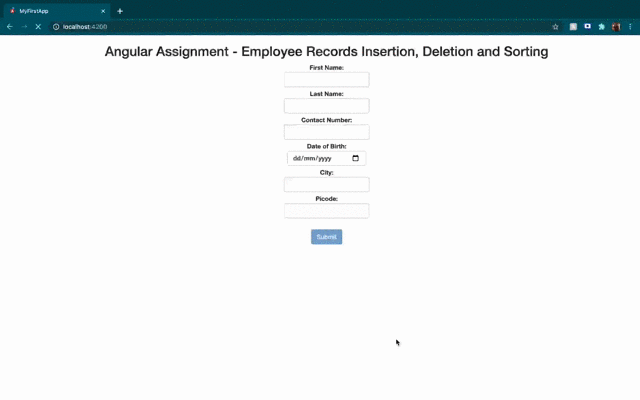 MyFirstApp
localhost:4200
Angular Assignment - Employee Records Insertion, Deletion and Sorting
First Name:
Last Name:
Contact Number:
Date of Birth:
dd/mm/yyyy
City:
Picode:
Submit